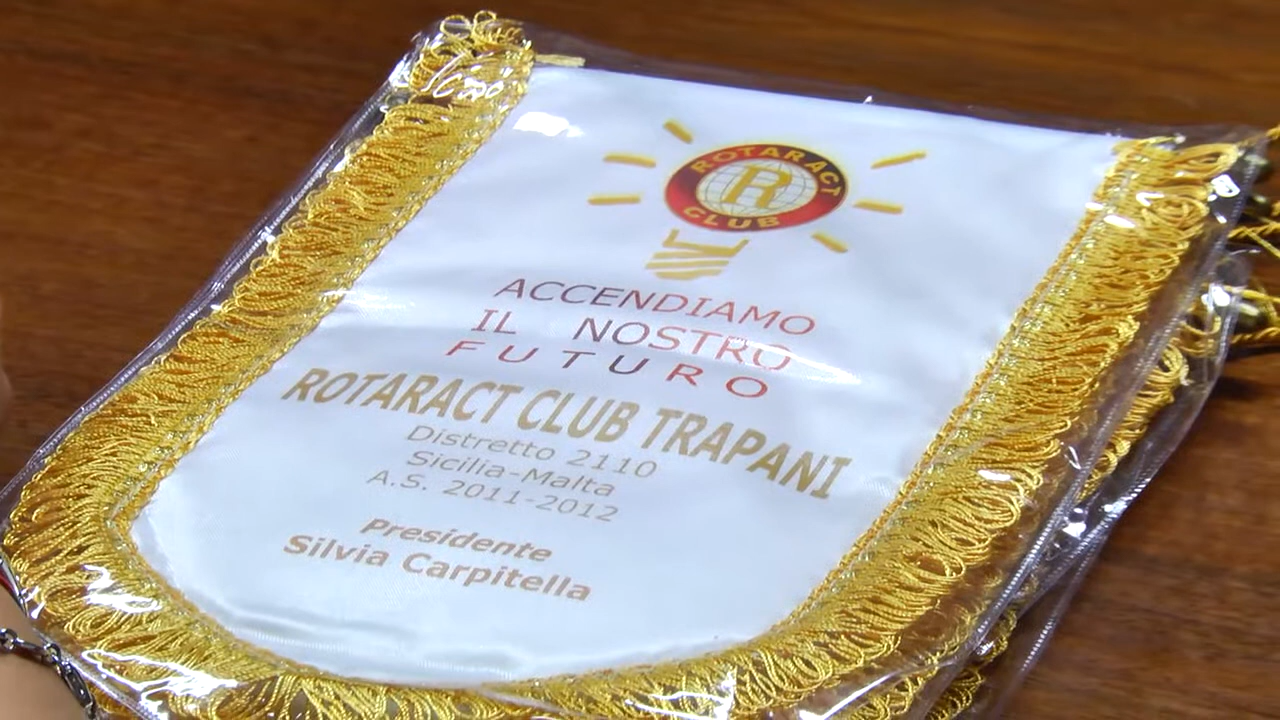 ROTARACT
R
CLUB
ACCENDIAMO
IL NOSTRO
FUTURO
ROTARACT CLUB TRAPANI
Distretto 2110
Sicilia-Malta
A.S. 2011-2012
Presidente
Silvia Carpitella